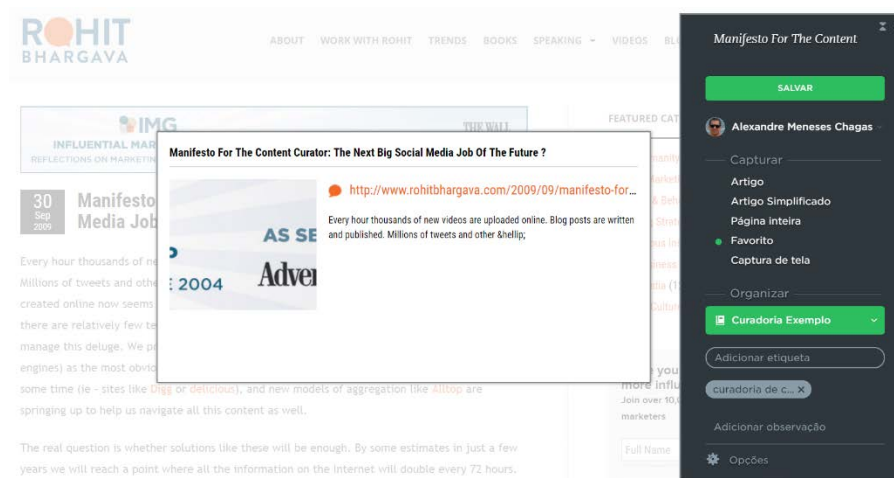 ROHIT
BHARGAVA
ABOUT WORK WITH ROHIT TRENDS BOOKS SPEAKING VIDEOS
IMG
THE WALL
INFLUENTIAL MAR
REFLECTIONS ON MARKETIN
FEATURED CAT
30
Sep
2009
Manifesto
Media Job
Every hour thousands of ne
Millions of tweets and othe
created online now seems
there are relatively few te
manage this deluge. We po
engines) as the most obvio
some time (ie - sites like Digg or delicious), and new models of aggregation like Alltop are
springing up to help us navigate all this content as well.
The real question is whether solutions like these will be enough. By some estimates in just a few
years we will reach a point where all the information on the Internet will double every 72 hours.
Manifesto For The Content Curator: The Next Big Social Media Job Of The Future ?
AS SE
: 2004
Adver
http://www.rohitbhargava.com/2009/09/manifesto-for...
Every hour thousands of new videos are uploaded online. Blog posts are written
and published. Millions of tweets and other &hellip;
more influ
Join over 10,0
marketers
Full Name
Manifesto For The Content
SALVAR
Alexandre Meneses Chagas
Capturar
Artigo
Artigo Simplificado
Página inteira
Favorito
Captura de tela
Organizar
Curadoria Exemplo
Adicionar etiqueta
curadoria de c... X
Adicionar observação
Opções